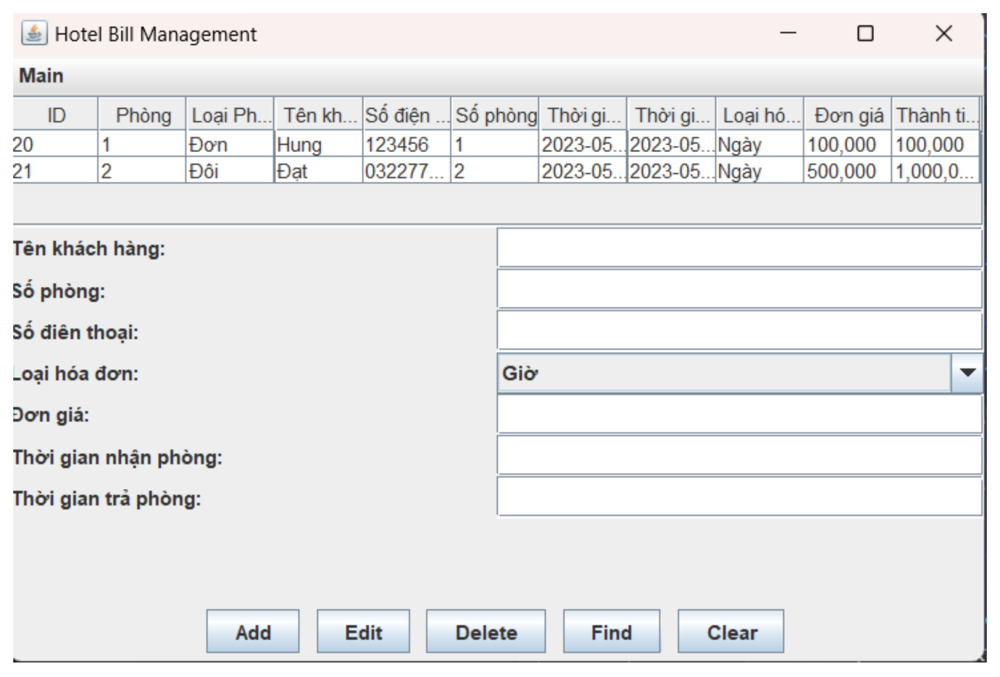 Hotel Bill Management
Main
ID Phòng Loại Ph... Tên kh... Số điện ... Số phòng Thời gi... Thời gi... Loại hó... Đơn giá Thành ti...
20 1 Đơn Hung 123456 1 2023-05... 2023-05... Ngày 100,000 100,000
21 2 Đôi Đạt 032277... 2 2023-05... 2023-05... Ngày 500,000 1,000,0...
Tên khách hàng:
Số phòng:
Số điên thoại:
Loại hóa đơn: Giờ
Đơn giá:
Thời gian nhận phòng:
Thời gian trả phòng:
Add Edit Delete Find Clear